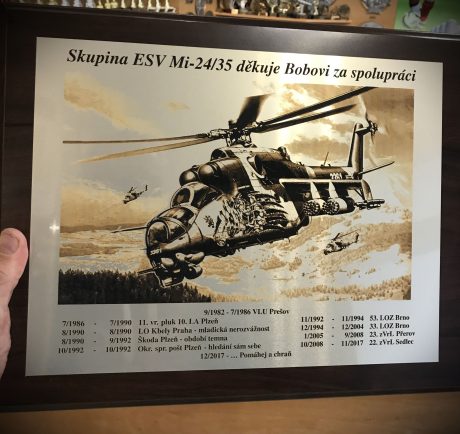 Skupina ESV Mi-24/35 děkuje Bobovi za spolupráci
9/1982 - 7/1986 VLU Prešov
7/1986 - 7/1990 11. vr. pluk 10. LA Plzeň 11/1992 - 11/1994 53. LOZ Brno
8/1990 - 8/1990 LO Kbely Praha - mladická nerozvážnost 12/1994 - 12/2004 33. LOZ Brno
8/1990 - 9/1992 Škoda Plzeň - období temna 1/2005 - 9/2008 23. zVrL Přerov
10/1992 - 10/1992 Okr. spr. pošt Plzeň - hledání sám sebe 10/2008 - 11/2017 22. zVrL Sedlec
12/2017 - ... Pomáhej a chraň